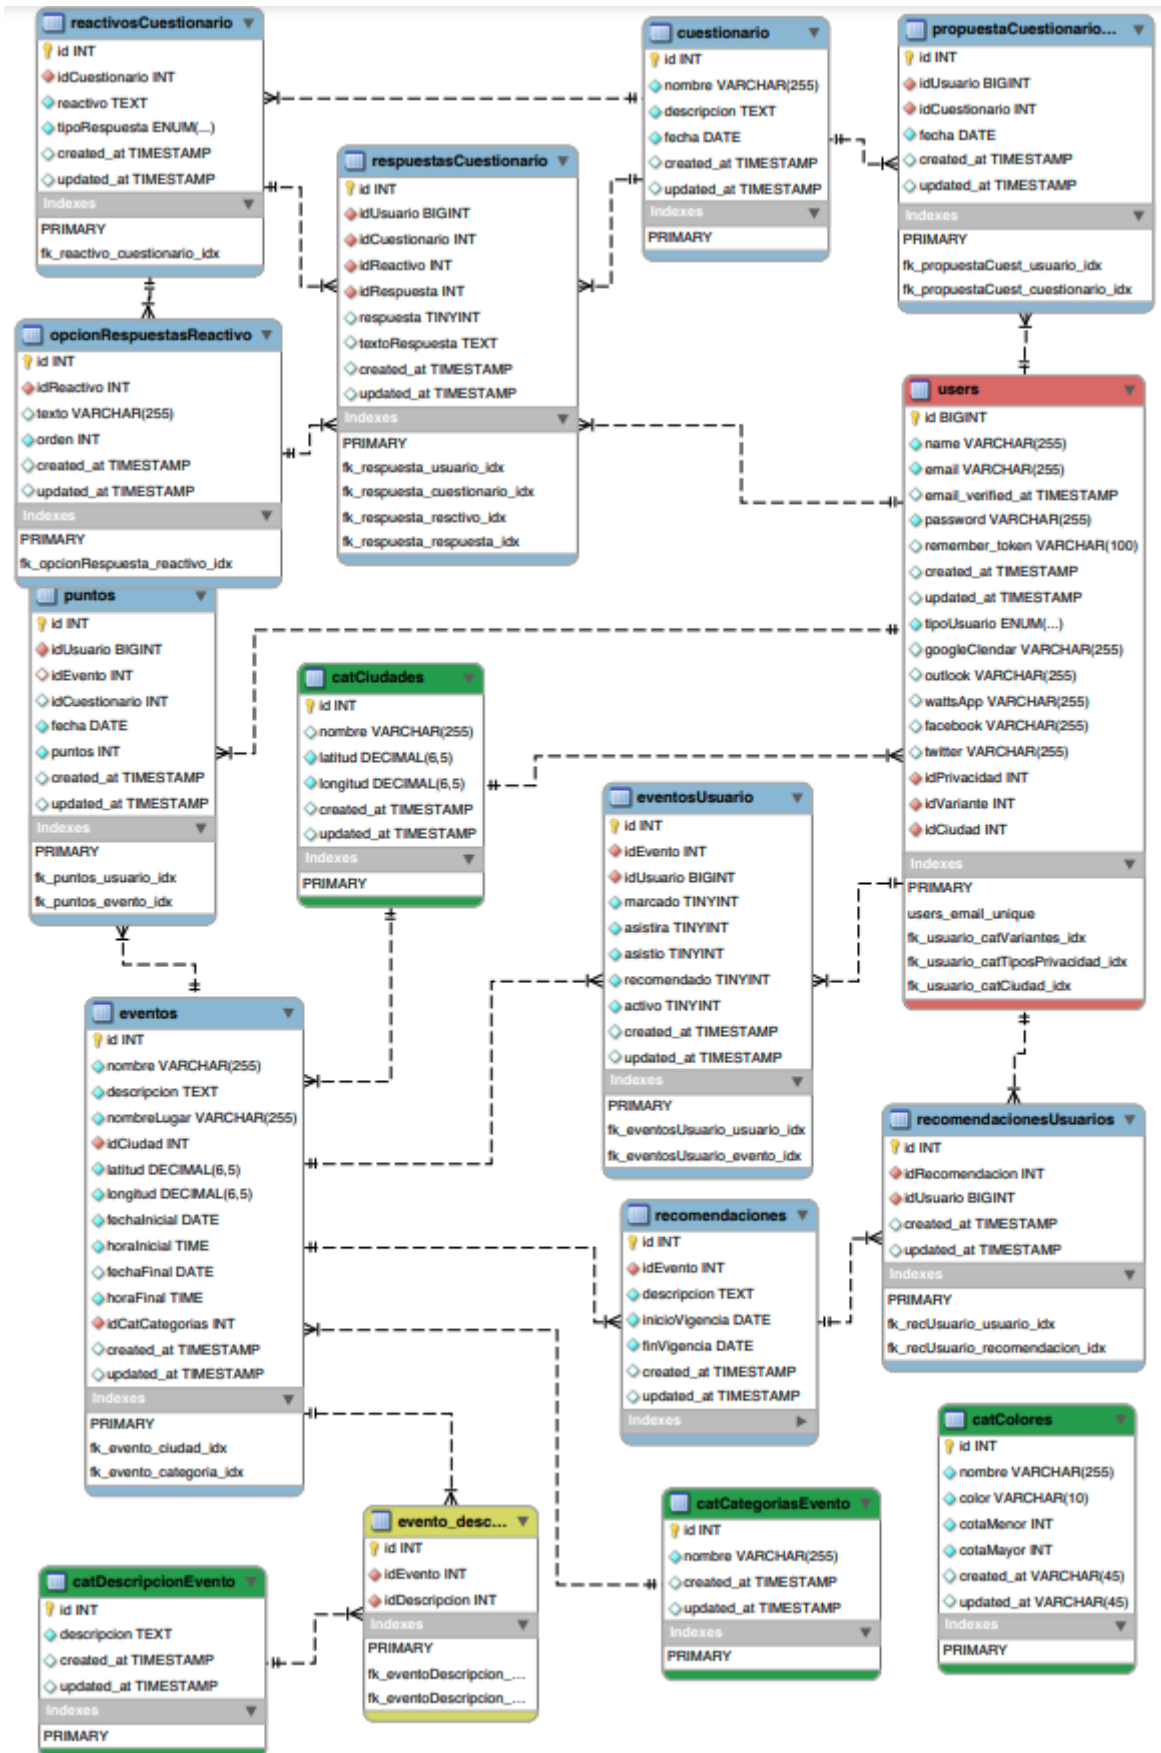 reactivosCuestionario
id INT
idCuestionario INT
reactivo TEXT
tipoRespuesta ENUM(...)
created_at TIMESTAMP
updated_at TIMESTAMP
Indexes
PRIMARY
fk_reactivo_cuestionario_idx
cuestionario
id INT
nombre VARCHAR(255)
descripcion TEXT
fecha DATE
created_at TIMESTAMP
updated_at TIMESTAMP
Indexes
PRIMARY
propuestaCuestionario...
id INT
idUsuario BIGINT
idCuestionario INT
fecha DATE
created_at TIMESTAMP
updated_at TIMESTAMP
Indexes
PRIMARY
fk_propuestaCuest_usuario_idx
fk_propuestaCuest_cuestionario_idx
respuestasCuestionario
id INT
idUsuario BIGINT
idCuestionario INT
idReactivo INT
idRespuesta INT
respuesta TINYINT
textoRespuesta TEXT
created_at TIMESTAMP
updated_at TIMESTAMP
Indexes
PRIMARY
fk_respuesta_usuario_idx
fk_respuesta_cuestionario_idx
fk_respuesta_resctivo_idx
fk_respuesta_respuesta_idx
opcionRespuestasReactivo
id INT
idReactivo INT
texto VARCHAR(255)
orden INT
created_at TIMESTAMP
updated_at TIMESTAMP
Indexes
PRIMARY
fk_opcionRespuesta_reactivo_idx
users
id BIGINT
name VARCHAR(255)
email VARCHAR(255)
email_verified_at TIMESTAMP
password VARCHAR(255)
remember_token VARCHAR(100)
created_at TIMESTAMP
updated_at TIMESTAMP
tipoUsuario ENUM(...)
googleClendar VARCHAR(255)
outlook VARCHAR(255)
wattsApp VARCHAR(255)
facebook VARCHAR(255)
twitter VARCHAR(255)
idPrivacidad INT
idVariante INT
idCiudad INT
Indexes
PRIMARY
users_email_unique
fk_usuario_catVariantes_idx
fk_usuario_catTiposPrivacidad_idx
fk_usuario_catCiudad_idx
puntos
id INT
idUsuario BIGINT
idEvento INT
idCuestionario INT
fecha DATE
puntos INT
created_at TIMESTAMP
updated_at TIMESTAMP
Indexes
PRIMARY
fk_puntos_usuario_idx
fk_puntos_evento_idx
catCiudades
id INT
nombre VARCHAR(255)
latitud DECIMAL(6,5)
longitud DECIMAL(6,5)
created_at TIMESTAMP
updated_at TIMESTAMP
Indexes
PRIMARY
eventosUsuario
id INT
idEvento INT
idUsuario BIGINT
marcado TINYINT
asistira TINYINT
asistio TINYINT
recomendado TINYINT
activo TINYINT
created_at TIMESTAMP
updated_at TIMESTAMP
Indexes
PRIMARY
fk_eventosUsuario_usuario_idx
fk_eventosUsuario_evento_idx
eventos
id INT
nombre VARCHAR(255)
descripcion TEXT
nombreLugar VARCHAR(255)
idCiudad INT
latitud DECIMAL(6,5)
longitud DECIMAL(6,5)
fechaInicial DATE
horaInicial TIME
fechaFinal DATE
horaFinal TIME
idCatCategorias INT
created_at TIMESTAMP
updated_at TIMESTAMP
Indexes
PRIMARY
fk_evento_ciudad_idx
fk_evento_categoria_idx
recomendacionesUsuarios
id INT
idRecomendacion INT
idUsuario BIGINT
created_at TIMESTAMP
updated_at TIMESTAMP
Indexes
PRIMARY
fk_recUsuario_usuario_idx
fk_recUsuario_recomendacion_idx
recomendaciones
id INT
idEvento INT
descripcion TEXT
inicioVigencia DATE
finVigencia DATE
created_at TIMESTAMP
updated_at TIMESTAMP
Indexes
catColores
id INT
nombre VARCHAR(255)
color VARCHAR(10)
cotaMenor INT
cotaMayor INT
created_at VARCHAR(45)
updated_at VARCHAR(45)
Indexes
PRIMARY
catCategoriasEvento
id INT
nombre VARCHAR(255)
created_at TIMESTAMP
updated_at TIMESTAMP
Indexes
PRIMARY
evento_desc...
id INT
idEvento INT
idDescripcion INT
Indexes
PRIMARY
fk_eventoDescripcion_...
fk_eventoDescripcion_...
catDescripcionEvento
id INT
descripcion TEXT
created_at TIMESTAMP
updated_at TIMESTAMP
Indexes
PRIMARY